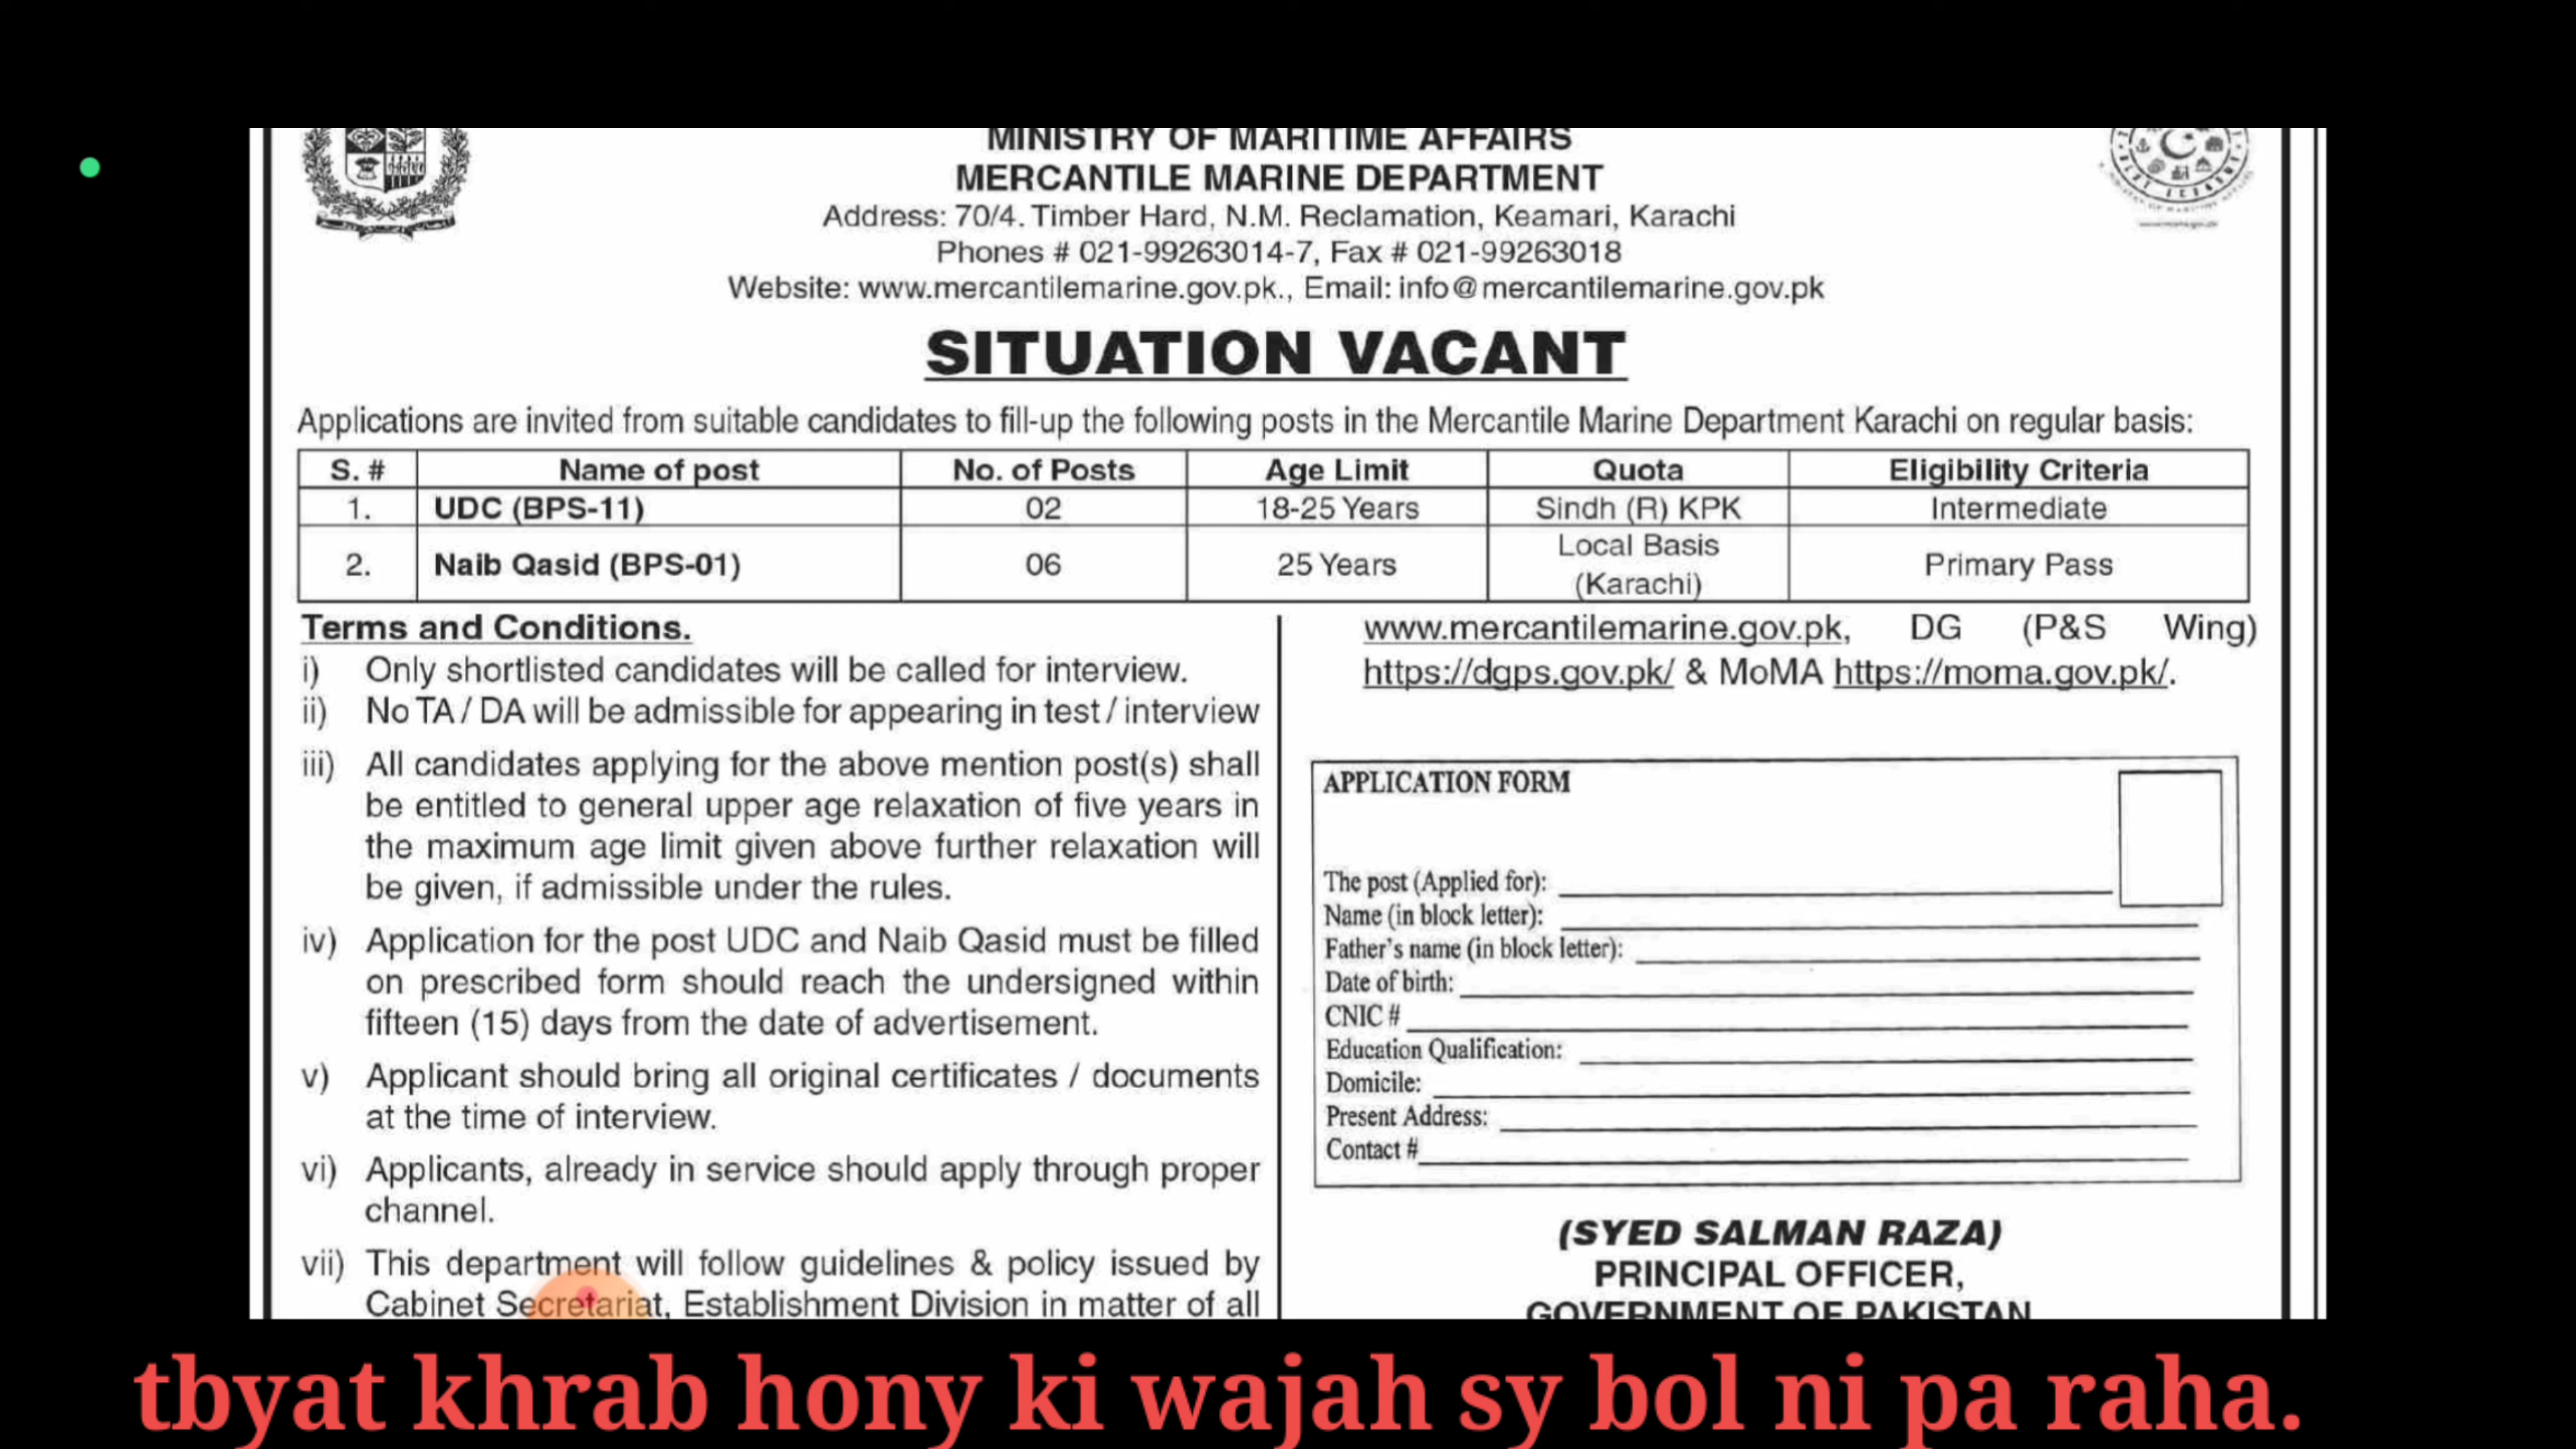 MINISTRY OF MARITIME AFFAIRS
MERCANTILE MARINE DEPARTMENT
Address: 70/4. Timber Hard, N.M. Reclamation, Keamari, Karachi
Phones # 021-99263014-7, Fax # 021-99263018
Website: www.mercantilemarine.gov.pk., Email: info@mercantilemarine.gov.pk
SITUATION VACANT
Applications are invited from suitable candidates to fill-up the following posts in the Mercantile Marine Department Karachi on regular basis:
S. # Name of post No. of Posts Age Limit Quota Eligibility Criteria
1. UDC (BPS-11) 02 18-25 Years Sindh (R) KPK Intermediate
2. Naib Qasid (BPS-01) 06 25 Years Local Basis (Karachi) Primary Pass
Terms and Conditions.
i) Only shortlisted candidates will be called for interview.
ii) No TA / DA will be admissible for appearing in test / interview
iii) All candidates applying for the above mention post(s) shall
be entitled to general upper age relaxation of five years in
the maximum age limit given above further relaxation will
be given, if admissible under the rules.
iv) Application for the post UDC and Naib Qasid must be filled
on prescribed form should reach the undersigned within
fifteen (15) days from the date of advertisement.
v) Applicant should bring all original certificates / documents
at the time of interview.
vi) Applicants, already in service should apply through proper
channel.
vii) This department will follow guidelines & policy issued by
Cabinet Secretariat, Establishment Division in matter of all
www.mercantilemarine.gov.pk, DG (P&S Wing)
https://dgps.gov.pk/ & MoMA https://moma.gov.pk/.
APPLICATION FORM
The post (Applied for):
Name (in block letter):
Father's name (in block letter):
Date of birth:
CNIC #
Education Qualification:
Domicile:
Present Address:
Contact #
(SYED SALMAN RAZA)
PRINCIPAL OFFICER,
GOVERNMENT OF PAKISTAN
tbyat khrab hony ki wajah sy bol ni pa raha.